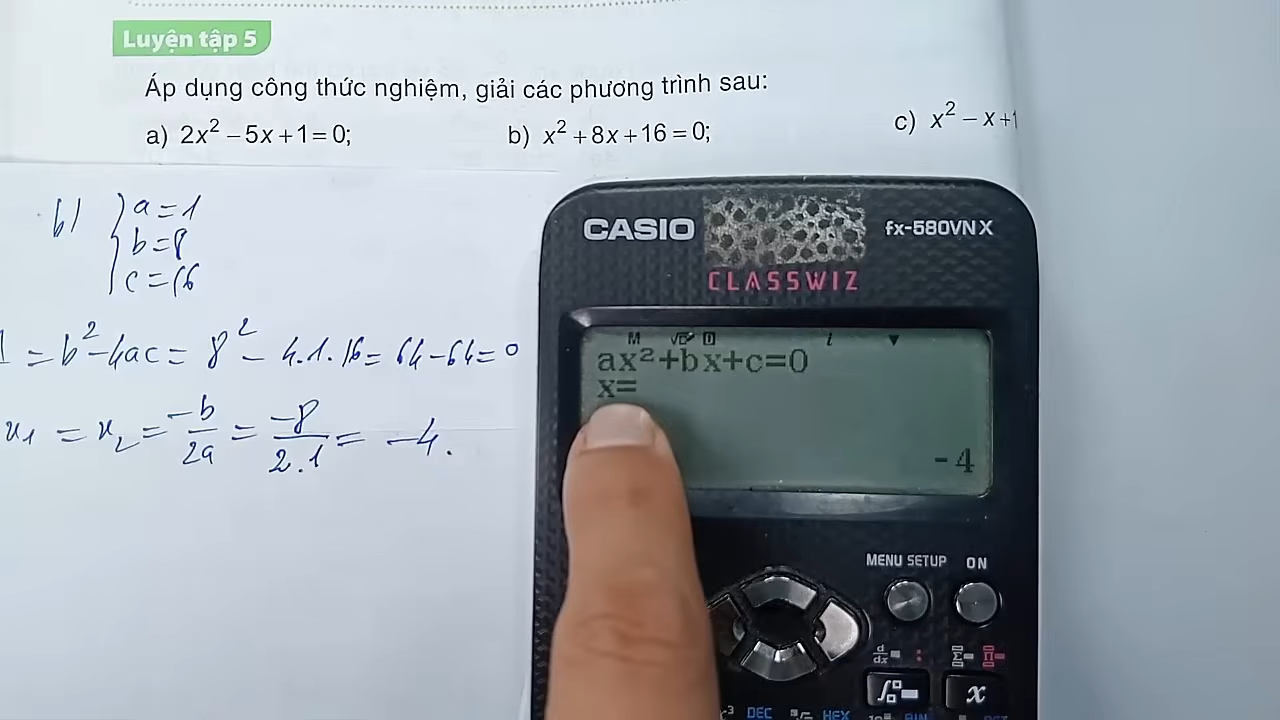 Luyện tập 5
Áp dụng công thức nghiệm, giải các phương trình sau:
a) 2x² – 5x + 1 = 0;
b) x² + 8x + 16 = 0;
c) x² – x +
b) { a = 1
b = 8
c = 16
= b² - 4ac = 8² - 4.1.16 = 64 - 64 = 0
x₁ = x₂ = -b/2a = -8/2.1 = -4.
CASIO
fx-580VN X
CLASSWIZ
M √ D i ▼
ax²+bx+c=0
x=
-4
MENU SETUP ON
d/dx :
Σ Π
x
DEC HEX